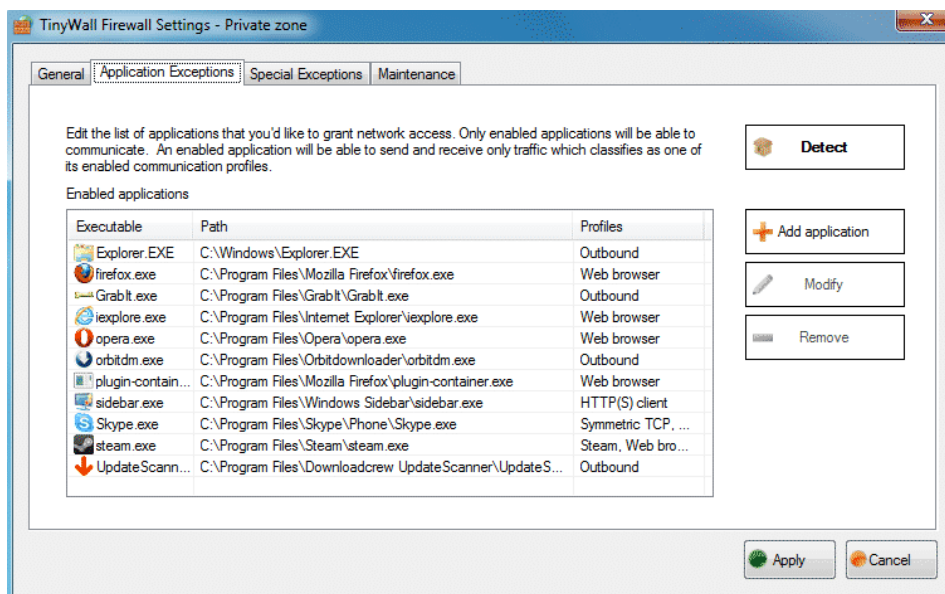 TinyWall Firewall Settings - Private zone
General Application Exceptions Special Exceptions Maintenance
Edit the list of applications that you'd like to grant network access. Only enabled applications will be able to
communicate. An enabled application will be able to send and receive only traffic which classifies as one of
its enabled communication profiles.
Detect
Enabled applications
Executable Path Profiles
Add application
Explorer.EXE C:\Windows\Explorer.EXE Outbound
firefox.exe C:\Program Files\Mozilla Firefox\firefox.exe Web browser
Modify
GrabIt.exe C:\Program Files\GrabIt\GrabIt.exe Outbound
iexplore.exe C:\Program Files\Internet Explorer\iexplore.exe Web browser
opera.exe C:\Program Files\Opera\opera.exe Web browser
Remove
orbitdm.exe C:\Program Files\Orbitdownloader\orbitdm.exe Outbound
plugin-contain... C:\Program Files\Mozilla Firefox\plugin-container.exe Web browser
sidebar.exe C:\Program Files\Windows Sidebar\sidebar.exe HTTP(S) client
Skype.exe C:\Program Files\Skype\Phone\Skype.exe Symmetric TCP, ...
steam.exe C:\Program Files\Steam\steam.exe Steam, Web bro...
UpdateScann... C:\Program Files\Downloadcrew UpdateScanner\UpdateS... Outbound
Apply Cancel